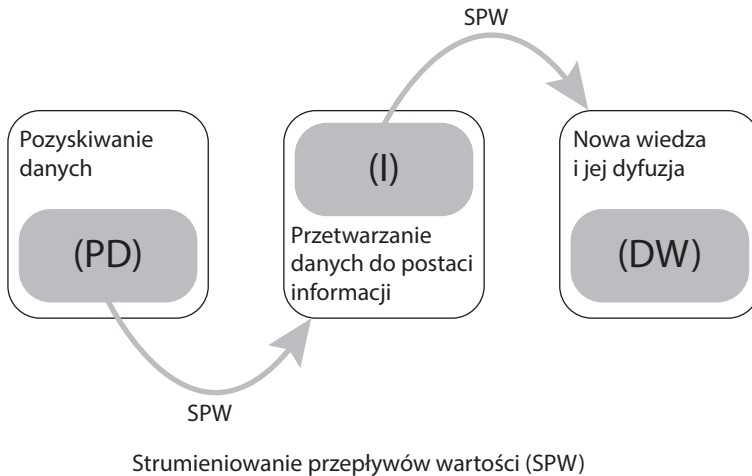 SPW
Pozyskiwanie
danych
(PD)
(I)
Przetwarzanie
danych do postaci
informacji
Nowa wiedza
i jej dyfuzja
(DW)
SPW
Strumieniowanie przepływów wartości (SPW)